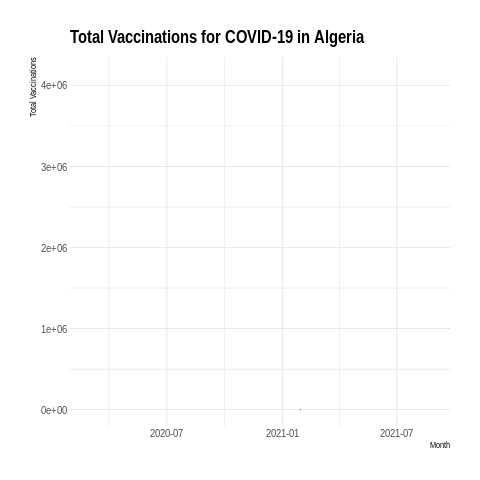 Total Vaccinations for COVID-19 in Algeria
Total Vaccinations
4e+06
3e+06
2e+06
1e+06
0e+00
2020-07 2021-01 2021-07
Month